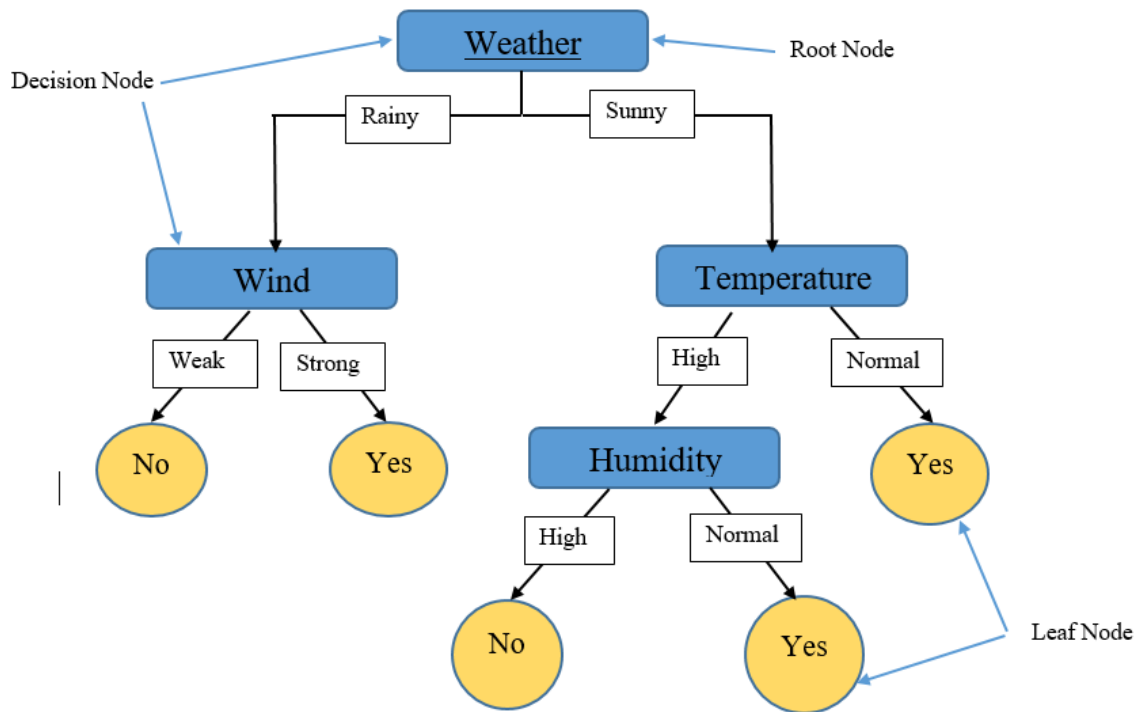 Weather
Root Node
Decision Node
Rainy
Sunny
Wind
Temperature
Weak
Strong
High
Normal
No
Yes
Humidity
Yes
High
Normal
No
Yes
Leaf Node